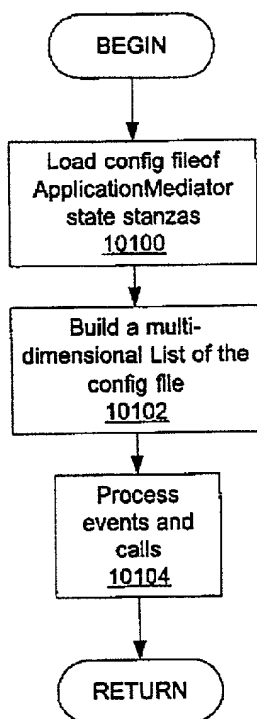 BEGIN
Load config fileof
ApplicationMediator
state stanzas
10100
Build a multi-
dimensional List of the
config file
10102
Process
events and
calls
10104
RETURN